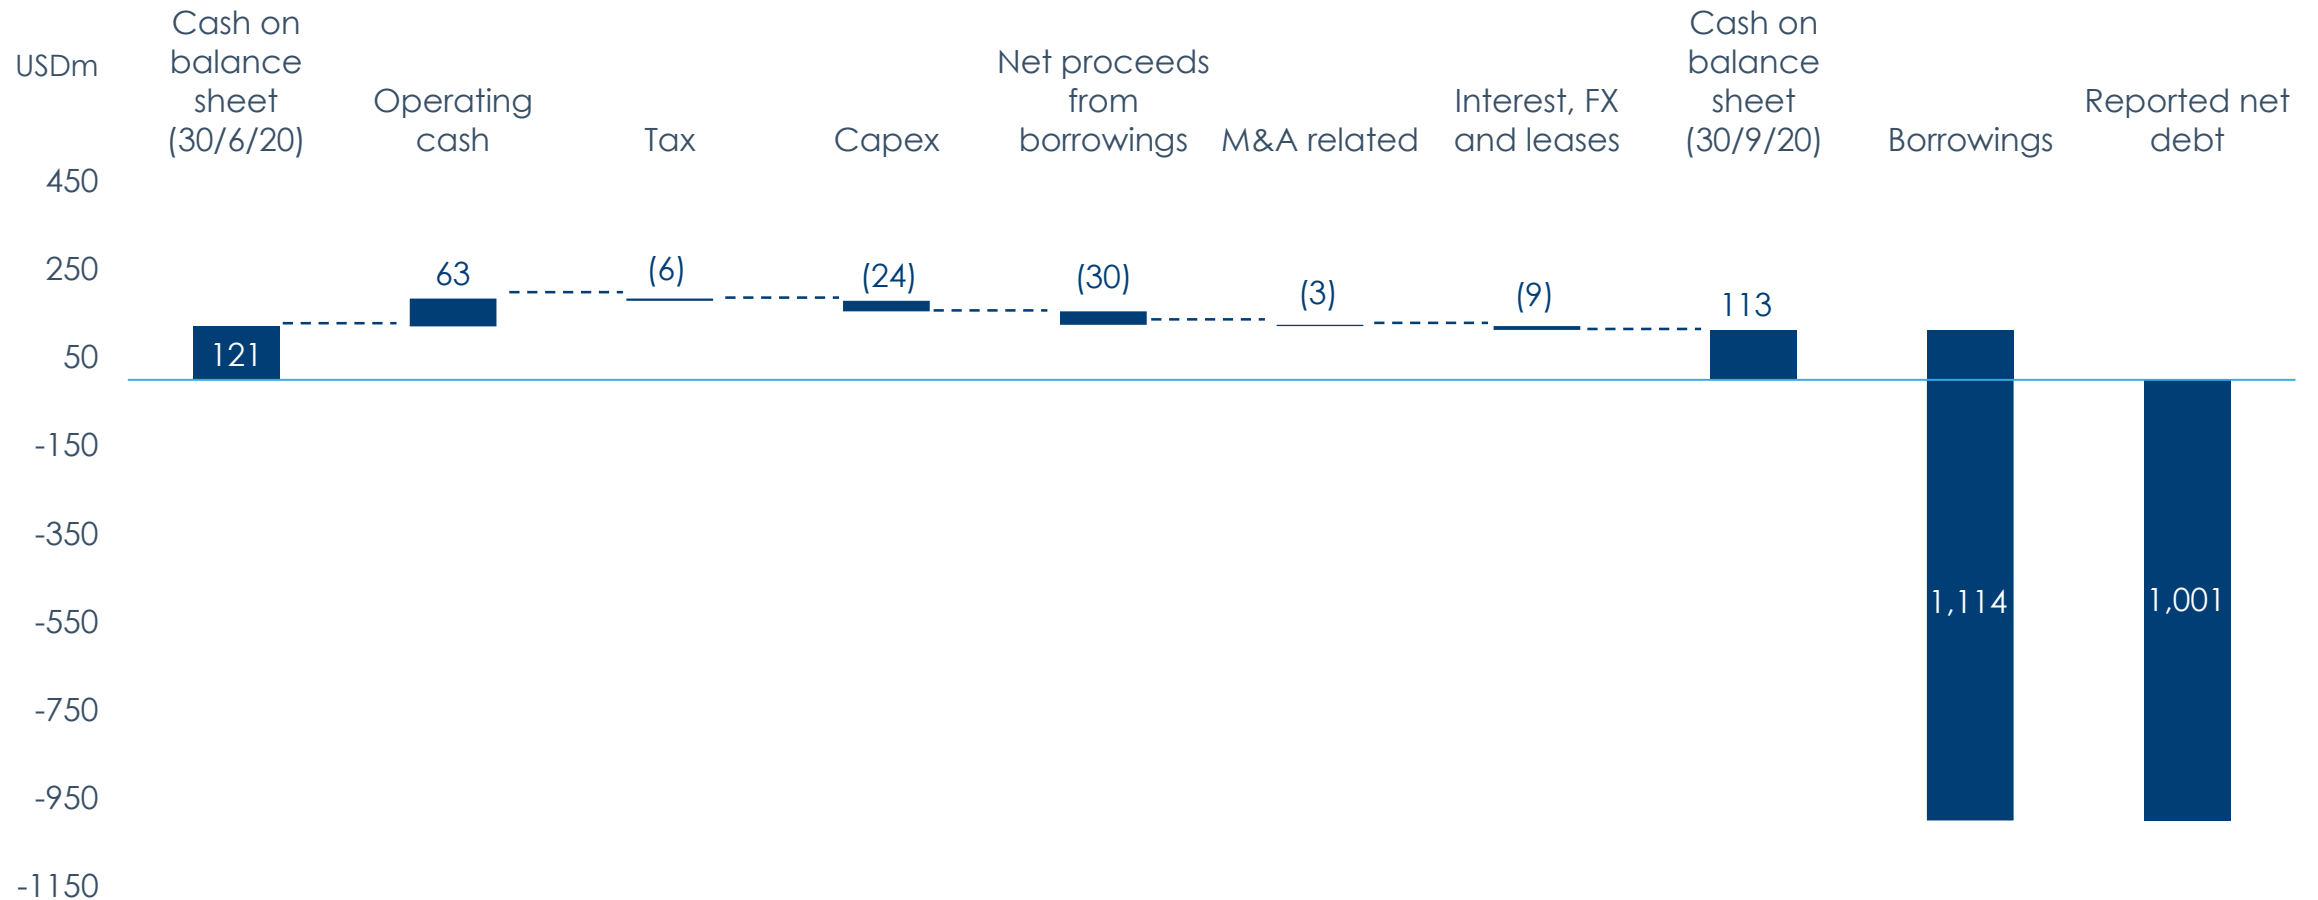 USDm
Cash on
balance
sheet
(30/6/20)
Operating
cash
Tax
Capex
Net proceeds
from
borrowings
M&A related
Interest, FX
and leases
Cash on
balance
sheet
(30/9/20)
Borrowings
Reported net
debt
450
250
50
-150
-350
-550
-750
-950
-1150
121
63
(6)
(24)
(30)
(3)
(9)
113
1,114
1,001